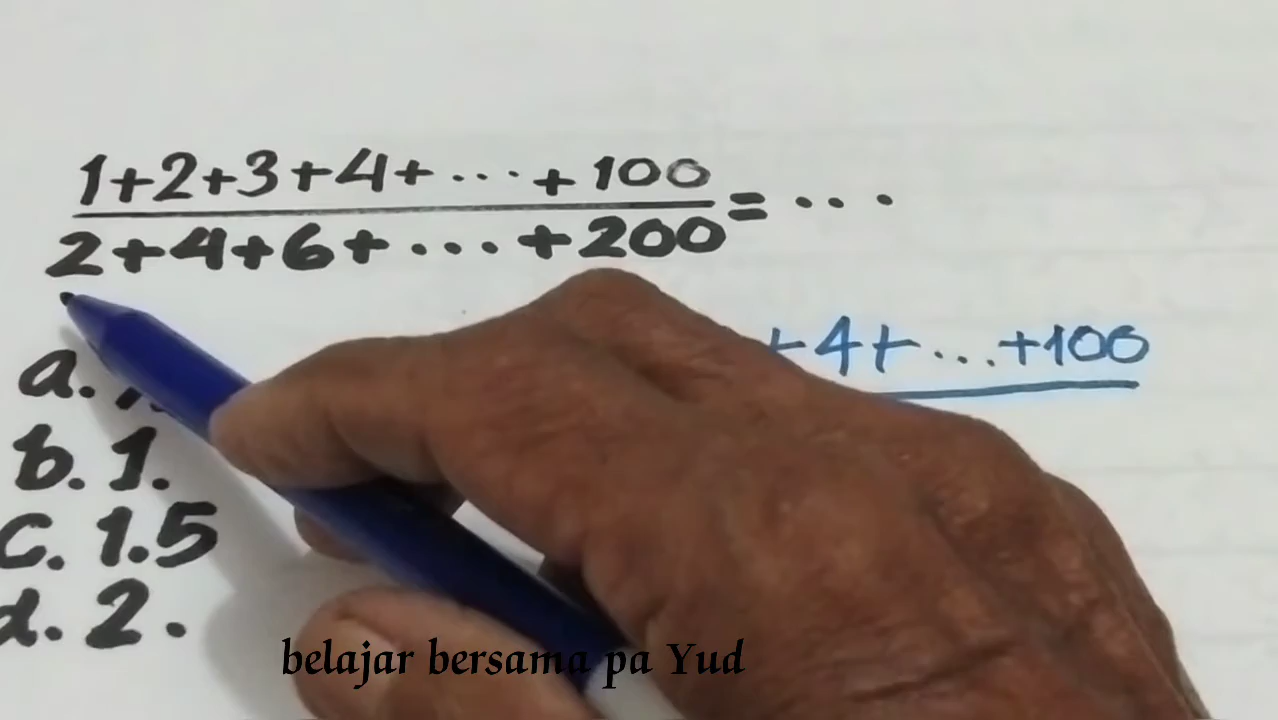 1+2+3+4+...+100
2+4+6+...+200
=...
+4+...+100
a.
b. 1.
c. 1.5
d. 2.
belajar bersama pa Yud